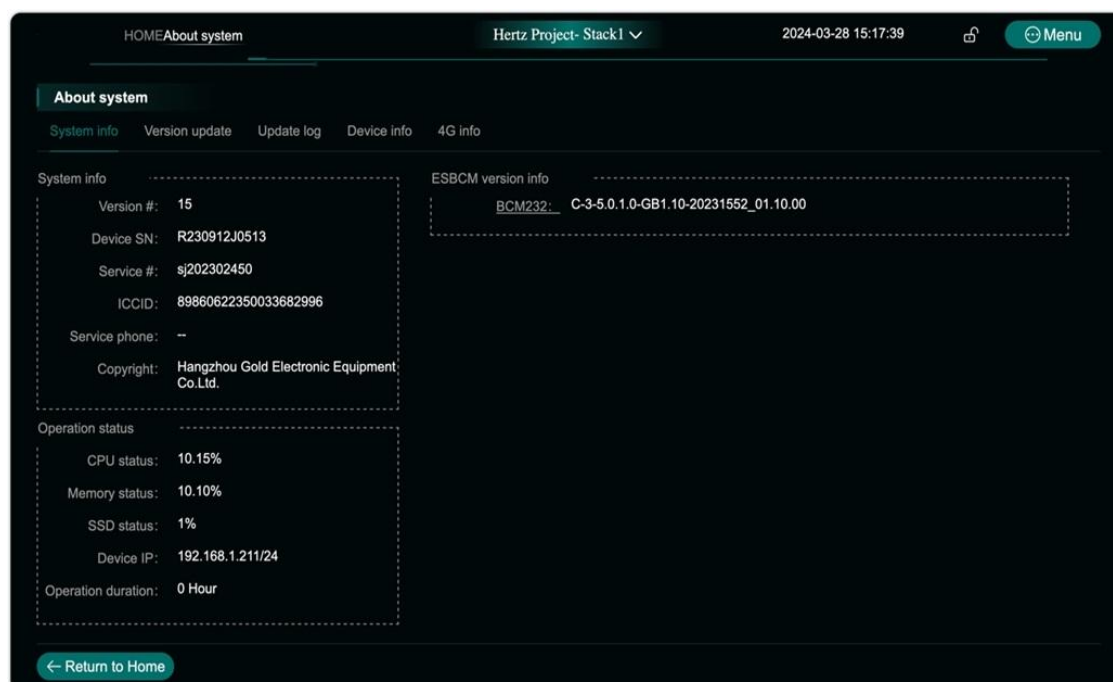 HOMEAbout system
Hertz Project- Stack1
2024-03-28 15:17:39
Menu
About system
System info Version update Update log Device info 4G info
System info
Version #: 15
Device SN: R230912J0513
Service #: sj202302450
ICCID: 89860622350033682996
Service phone: --
Copyright: Hangzhou Gold Electronic Equipment
Co.Ltd.
ESBCM version info
BCM232: C-3-5.0.1.0-GB1.10-20231552_01.10.00
Operation status
CPU status: 10.15%
Memory status: 10.10%
SSD status: 1%
Device IP: 192.168.1.211/24
Operation duration: 0 Hour
← Return to Home